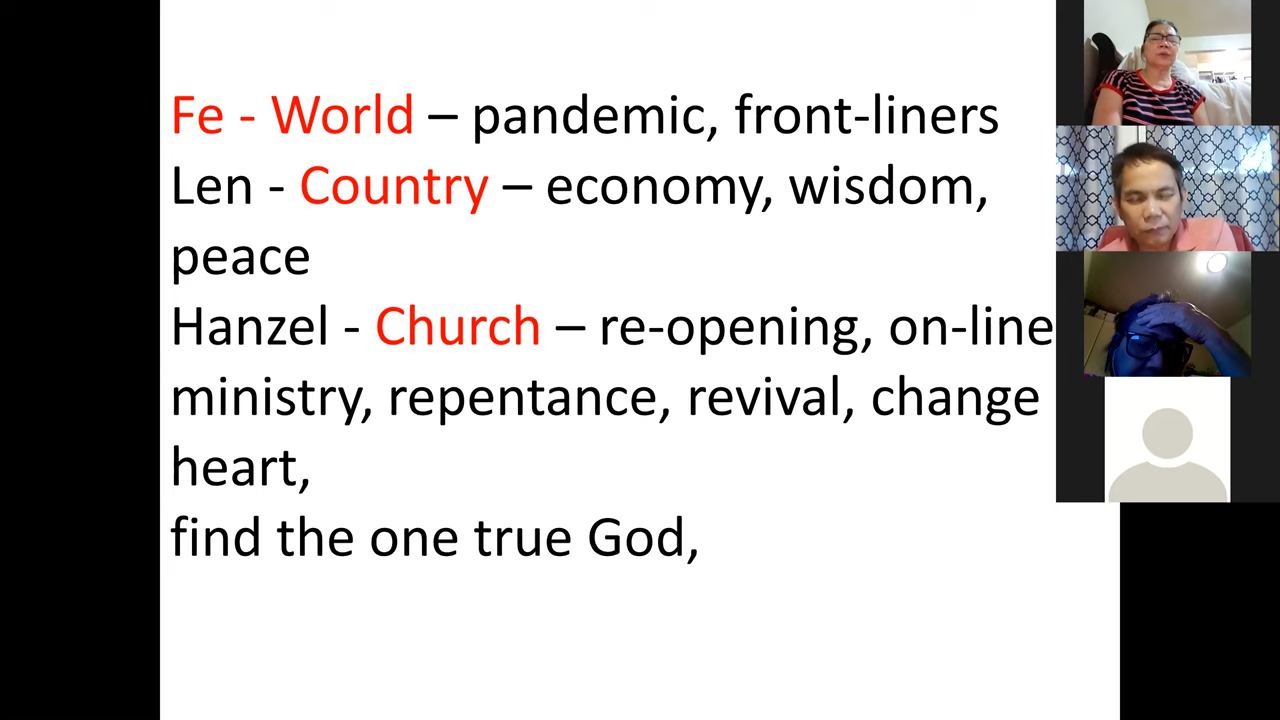 Fe - World – pandemic, front-liners
Len - Country – economy, wisdom,
peace
Hanzel - Church – re-opening, on-line
ministry, repentance, revival, change
heart,
find the one true God,